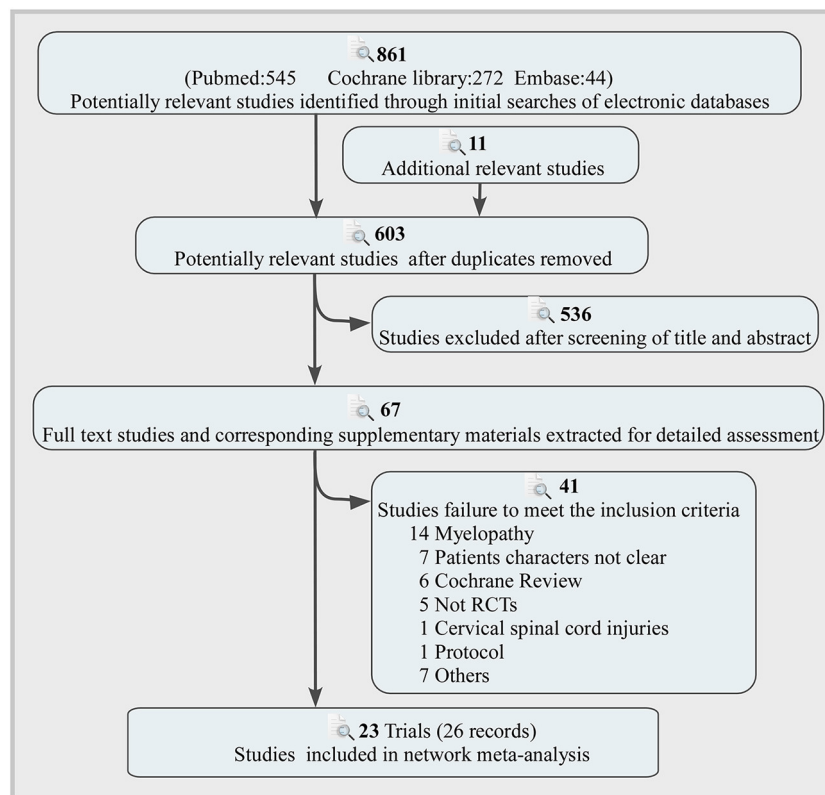 861
(Pubmed:545 Cochrane library:272 Embase:44)
Potentially relevant studies identified through initial searches of electronic databases
11
Additional relevant studies
603
Potentially relevant studies after duplicates removed
536
Studies excluded after screening of title and abstract
67
Full text studies and corresponding supplementary materials extracted for detailed assessment
41
Studies failure to meet the inclusion criteria
14 Myelopathy
7 Patients characters not clear
6 Cochrane Review
5 Not RCTs
1 Cervical spinal cord injuries
1 Protocol
7 Others
23 Trials (26 records)
Studies included in network meta-analysis